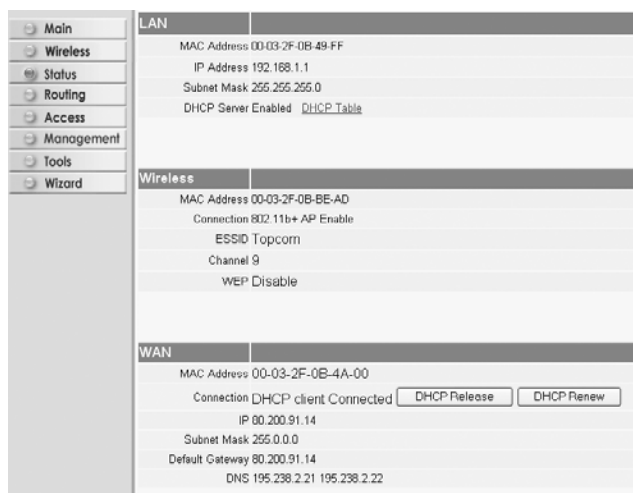 Main
Wireless
Status
Routing
Access
Management
Tools
Wizard
LAN
MAC Address 00-03-2F-0B-49-FF
IP Address 192.168.1.1
Subnet Mask 255.255.255.0
DHCP Server Enabled DHCP Table
Wireless
MAC Address 00-03-2F-0B-BE-AD
Connection 802.11b+ AP Enable
ESSID Topcom
Channel 9
WEP Disable
WAN
MAC Address 00-03-2F-0B-4A-00
Connection DHCP client Connected DHCP Release DHCP Renew
IP 80.200.91.14
Subnet Mask 255.0.0.0
Default Gateway 80.200.91.14
DNS 195.238.2.21 195.238.2.22